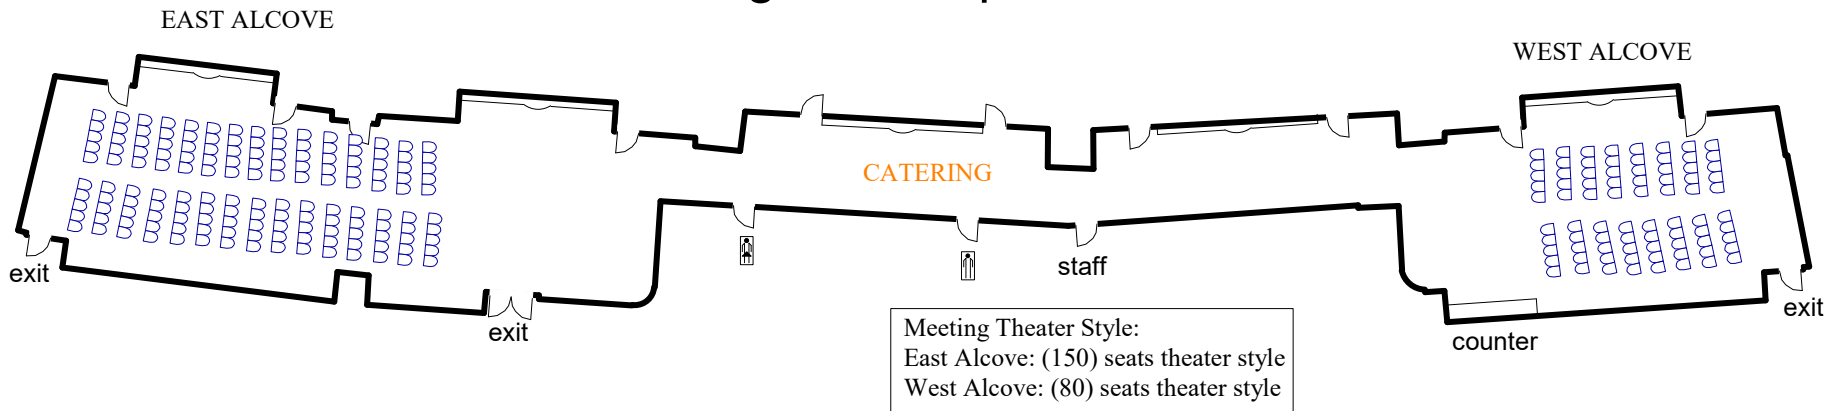 EAST ALCOVE
WEST ALCOVE
CATERING
exit
exit
staff
exit
counter
Meeting Theater Style:
East Alcove: (150) seats theater style
West Alcove: (80) seats theater style